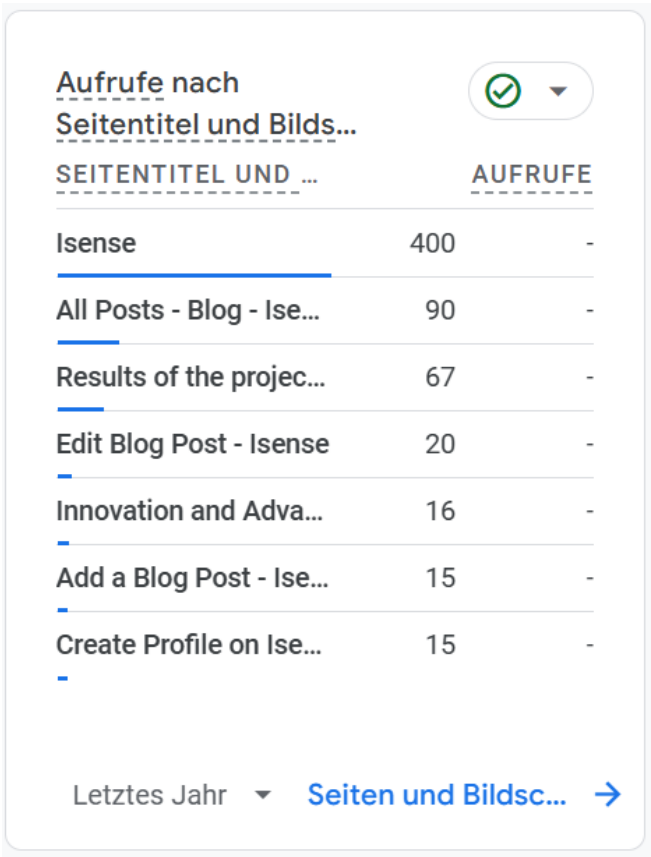 Aufrufe nach
Seitentitel und Bilds...
SEITENTITEL UND ... AUFRUFE
Isense 400 -
All Posts - Blog - Ise... 90 -
Results of the projec... 67 -
Edit Blog Post - Isense 20 -
Innovation and Adva... 16 -
Add a Blog Post - Ise... 15 -
Create Profile on Ise... 15 -
Letztes Jahr Seiten und Bildsc...